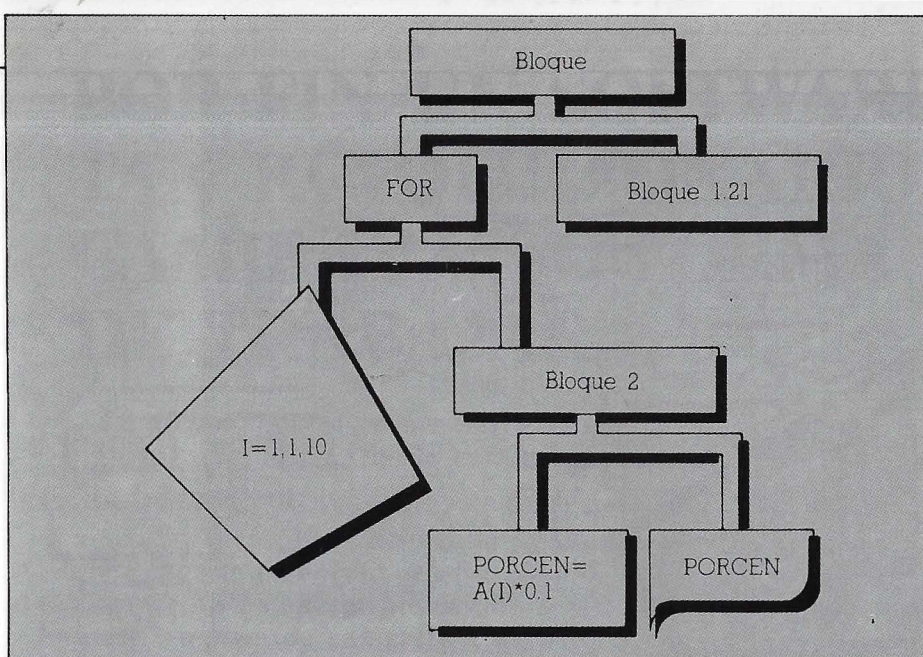 Bloque
FOR
Bloque 1.21
Bloque 2
I=1,1,10
PORCEN=
A(I)*0.1
PORCEN